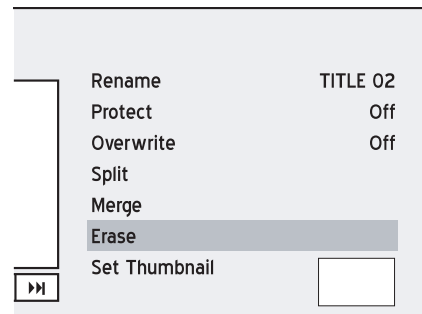 Rename TITLE 02
Protect Off
Overwrite Off
Split
Merge
Erase
Set Thumbnail